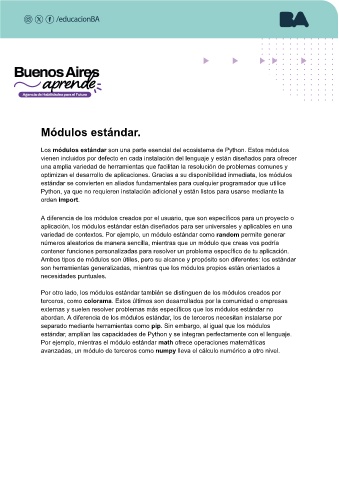 /educacionBA
BA
Buenos Aires
aprende
Agencia de Habilidades para el Futuro
Módulos estándar.
Los módulos estándar son una parte esencial del ecosistema de Python. Estos módulos
vienen incluidos por defecto en cada instalación del lenguaje y están diseñados para ofrecer
una amplia variedad de herramientas que facilitan la resolución de problemas comunes y
optimizan el desarrollo de aplicaciones. Gracias a su disponibilidad inmediata, los módulos
estándar se convierten en aliados fundamentales para cualquier programador que utilice
Python, ya que no requieren instalación adicional y están listos para usarse mediante la
orden import.
A diferencia de los módulos creados por el usuario, que son específicos para un proyecto o
aplicación, los módulos estándar están diseñados para ser universales y aplicables en una
variedad de contextos. Por ejemplo, un módulo estándar como random permite generar
números aleatorios de manera sencilla, mientras que un módulo que creas vos podría
contener funciones personalizadas para resolver un problema específico de tu aplicación.
Ambos tipos de módulos son útiles, pero su alcance y propósito son diferentes: los estándar
son herramientas generalizadas, mientras que los módulos propios están orientados a
necesidades puntuales.
Por otro lado, los módulos estándar también se distinguen de los módulos creados por
terceros, como colorama. Estos últimos son desarrollados por la comunidad o empresas
externas y suelen resolver problemas más específicos que los módulos estándar no
abordan. A diferencia de los módulos estándar, los de terceros necesitan instalarse por
separado mediante herramientas como pip. Sin embargo, al igual que los módulos
estándar, amplían las capacidades de Python y se integran perfectamente con el lenguaje.
Por ejemplo, mientras el módulo estándar math ofrece operaciones matemáticas
avanzadas, un módulo de terceros como numpy lleva el cálculo numérico a otro nivel.